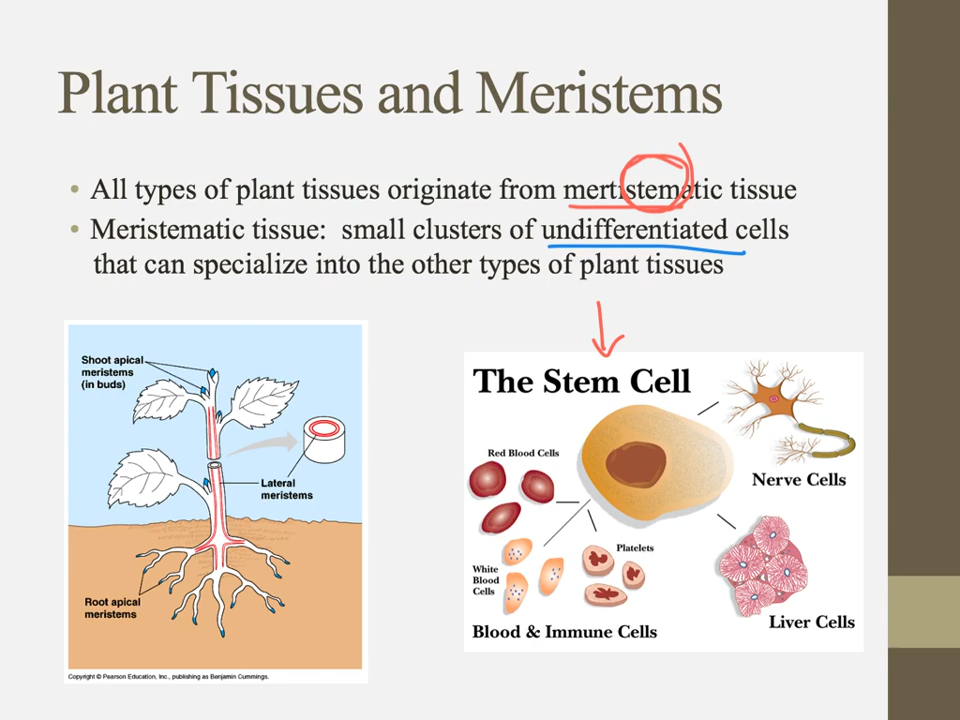 Plant Tissues and Meristems
• All types of plant tissues originate from mertistematic tissue
• Meristematic tissue: small clusters of undifferentiated cells
that can specialize into the other types of plant tissues
Shoot apical
meristems
(in buds)
Lateral
meristems
Root apical
meristems
Copyright © Pearson Education, Inc., publishing as Benjamin Cummings.
The Stem Cell
Red Blood Cells
Nerve Cells
White
Blood
Cells
Platelets
Liver Cells
Blood & Immune Cells